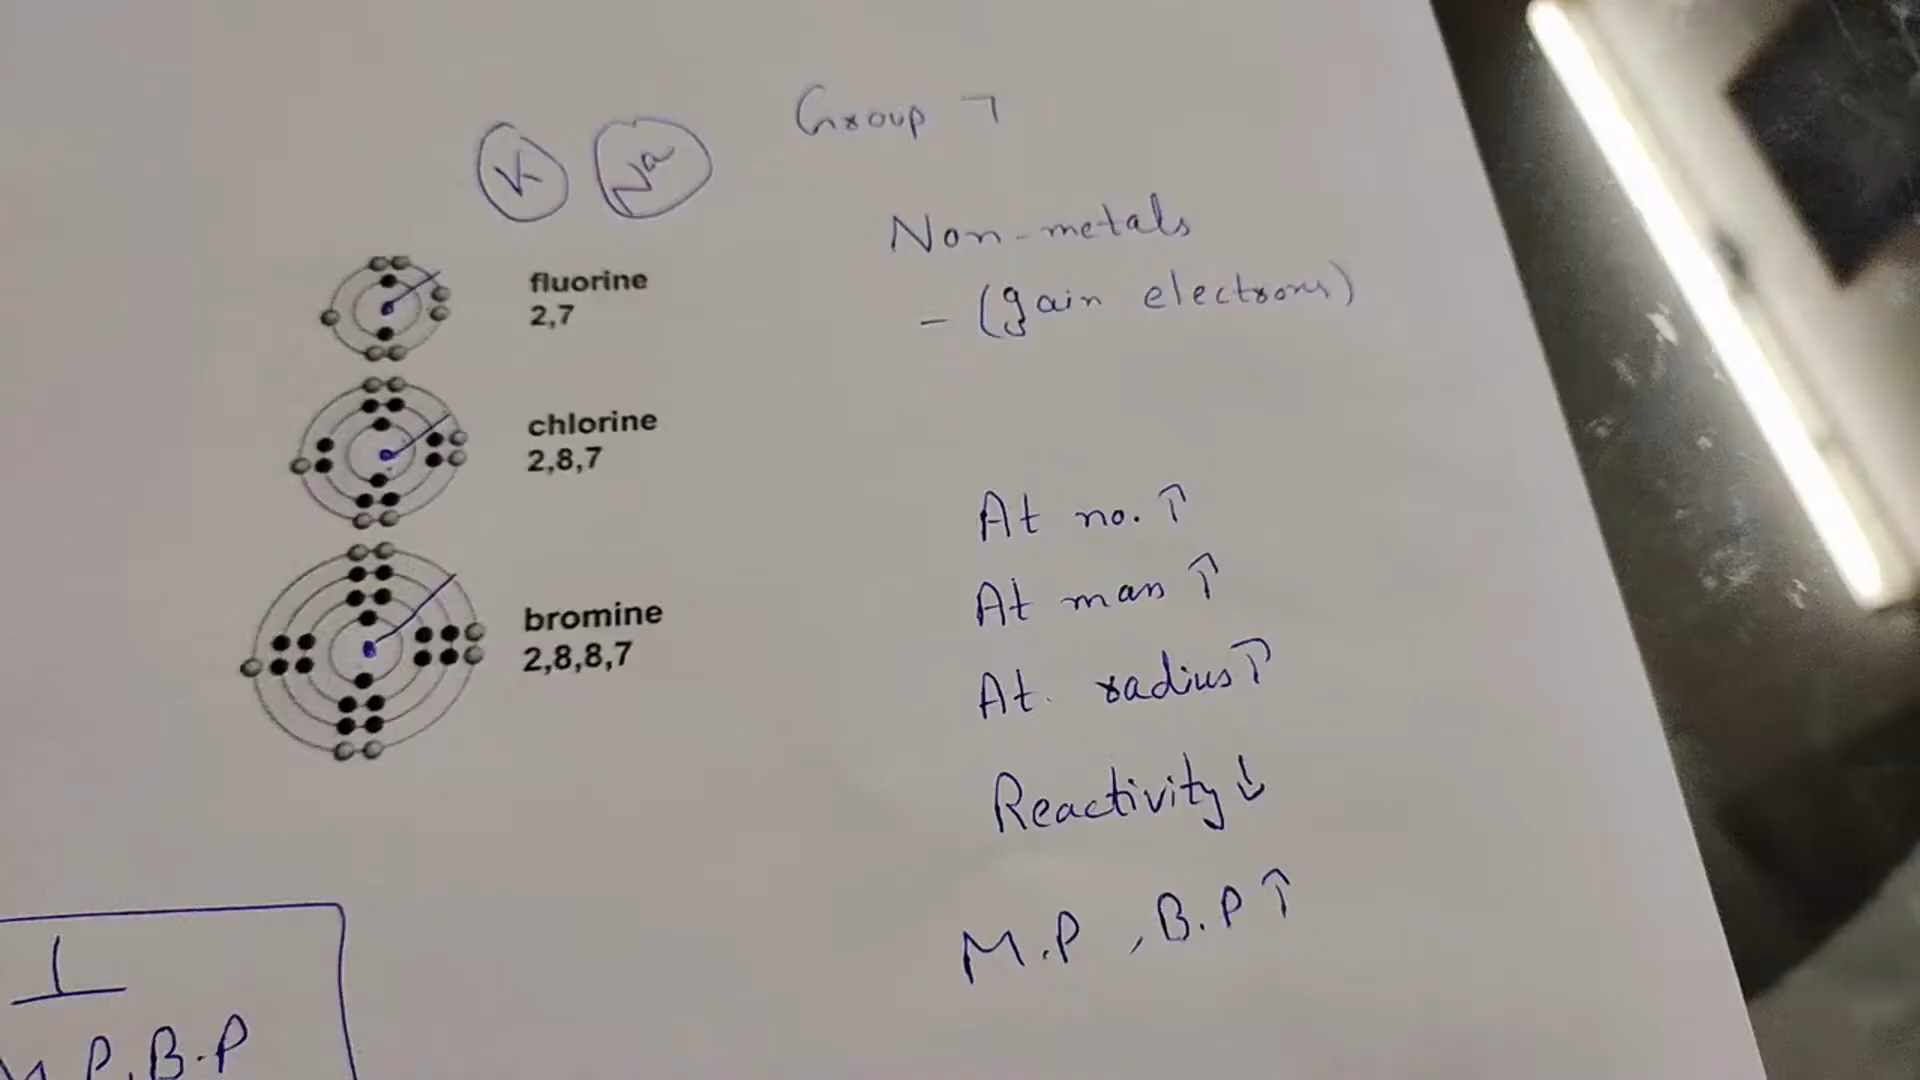 Group 7
K Na
Non-metals
- (gain electrons)
fluorine
2,7
chlorine
2,8,7
bromine
2,8,8,7
At no. ↑
At mass ↑
At. radius ↑
Reactivity ↓
M.P , B.P ↑
I
M.P, B.P